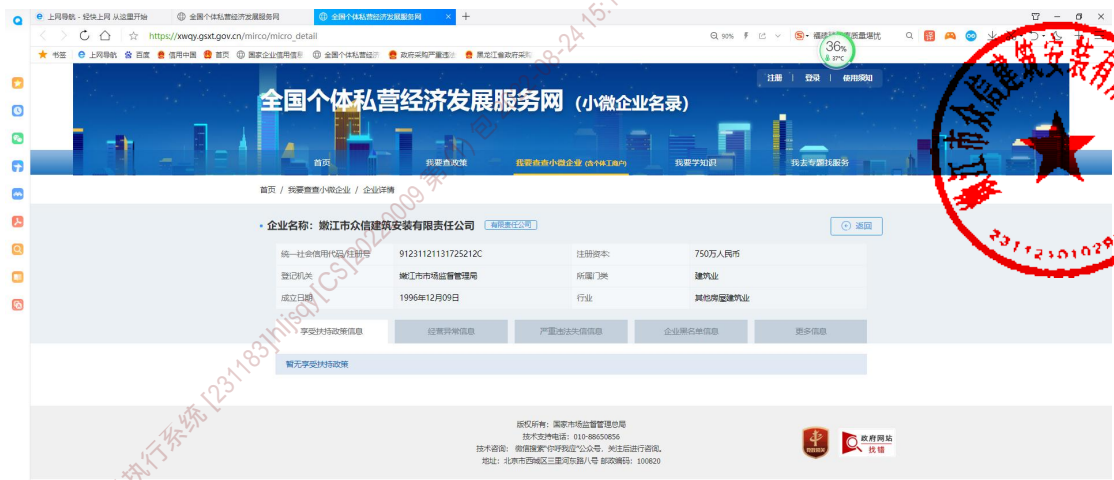 上网导航 - 轻快上网 从这里开始
全国个体私营经济发展服务网
全国个体私营经济发展服务网
https://xwqy.gsxt.gov.cn/mirco/micro_detail
90%
书签 上网导航 百度 信用中国 首页 国家企业信用信息 全国个体私营经济 政府采购严重违法 黑龙江省政府采购
36%
37°C
注册 | 登录 | 使用须知
全国个体私营经济发展服务网 (小微企业名录)
首页 我要查政策 我要查查小微企业 (含个体工商户) 我要学知识 我去专题找服务
首页 / 我要查查小微企业 / 企业详情
企业名称: 嫩江市众信建筑安装有限责任公司 有限责任公司 返回
统一社会信用代码/注册号 91231121131725212C 注册资本: 750万人民币
登记机关 嫩江市市场监督管理局 所属门类 建筑业
成立日期 1996年12月09日 行业 其他房屋建筑业
享受扶持政策信息 经营异常信息 严重违法失信信息 企业黑名单信息 更多信息
暂无享受扶持政策
版权所有: 国家市场监督管理总局
技术支持电话: 010-88650856
技术咨询: 微信搜索"你呼我应"公众号, 关注后进行咨询。
地址: 北京市西城区三里河东路八号 邮政编码: 100820
政府网站
找错
执行系统 [231183]hljsqy[CS]20220009
江市众信建筑安装有